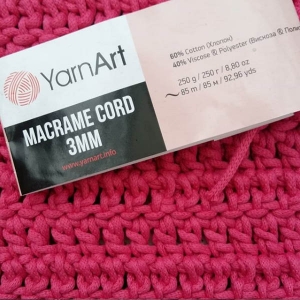 YarnArt
MACRAME CORD
3MM
www.yarnart.info
60% Cotton (Хлопок)
40% Viscose & Polyester (Вискоза & Поли
250 g / 250 г / 8,80 oz
85 m / 85 м / 92,96 yds